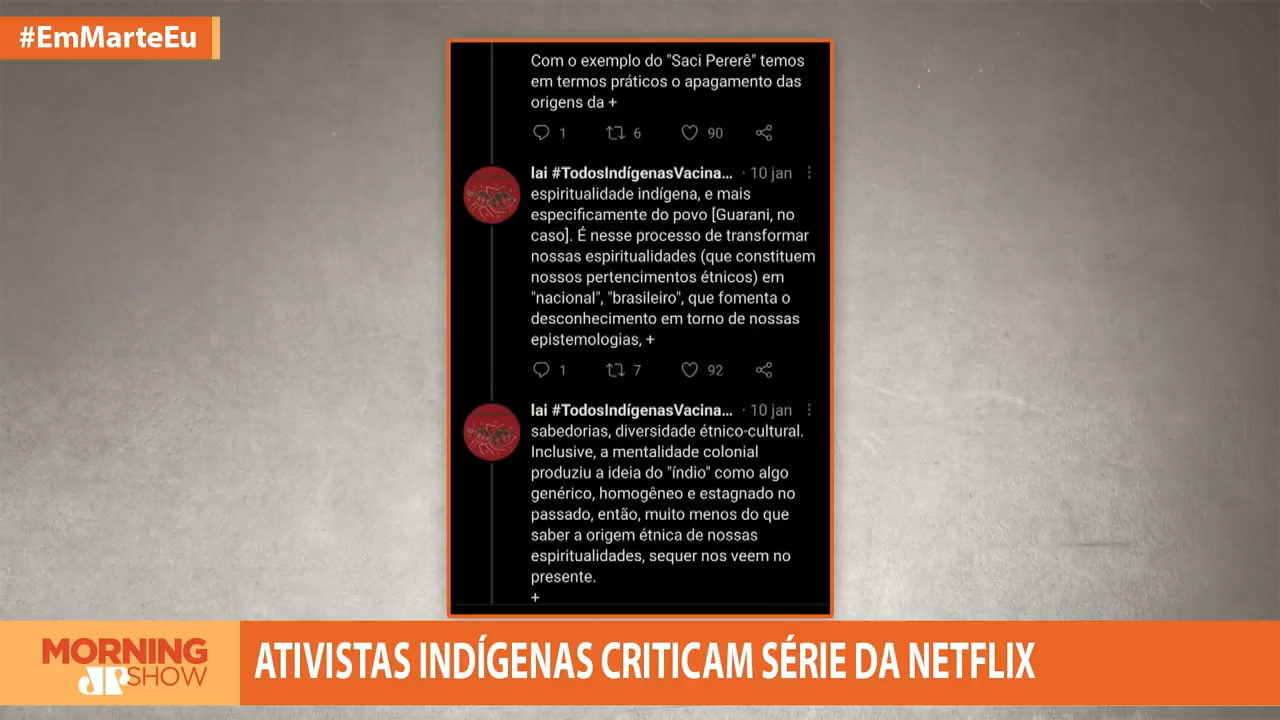 #EmMarteEu
Com o exemplo do "Saci Pererê" temos
em termos práticos o apagamento das
origens da +
1 6 90
Iai #TodosIndígenasVacina... · 10 jan
espiritualidade indígena, e mais
especificamente do povo [Guarani, no
caso]. É nesse processo de transformar
nossas espiritualidades (que constituem
nossos pertencimentos étnicos) em
"nacional", "brasileiro", que fomenta o
desconhecimento em torno de nossas
epistemologias, +
1 7 92
Iai #TodosIndígenasVacina... · 10 jan
sabedorias, diversidade étnico-cultural.
Inclusive, a mentalidade colonial
produziu a ideia do "índio" como algo
genérico, homogêneo e estagnado no
passado, então, muito menos do que
saber a origem étnica de nossas
espiritualidades, sequer nos veem no
presente.
+
MORNING
JP SHOW
ATIVISTAS INDÍGENAS CRITICAM SÉRIE DA NETFLIX